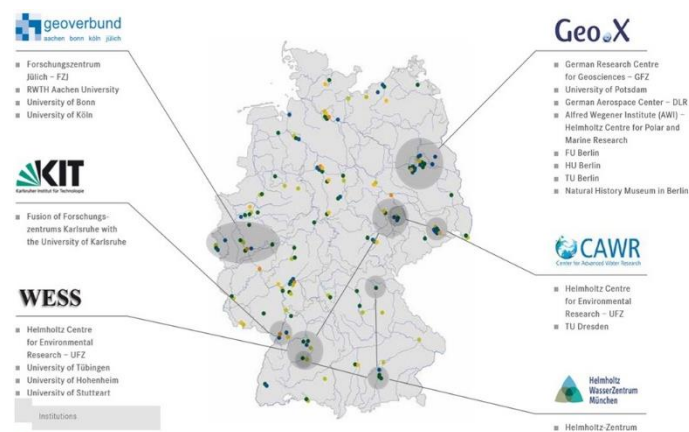 geoverbund
aachen bonn köln jülich
Forschungszentrum
Jülich – FZJ
RWTH Aachen University
University of Bonn
University of Köln
KIT
Karlsruher Institut für Technologie
Fusion of Forschungs-
zentrums Karlsruhe with
the University of Karlsruhe
WESS
Helmholtz Centre
for Environmental
Research – UFZ
University of Tübingen
University of Hohenheim
University of Stuttgart
Institutions
Geo.X
German Research Centre
for Geosciences – GFZ
University of Potsdam
German Aerospace Center – DLR
Alfred Wegener Institute (AWI) –
Helmholtz Centre for Polar and
Marine Research
FU Berlin
HU Berlin
TU Berlin
Natural History Museum in Berlin
CAWR
Center for Advanced Water Research
Helmholtz Centre
for Environmental
Research – UFZ
TU Dresden
Helmholtz
WasserZentrum
München
Helmholtz-Zentrum